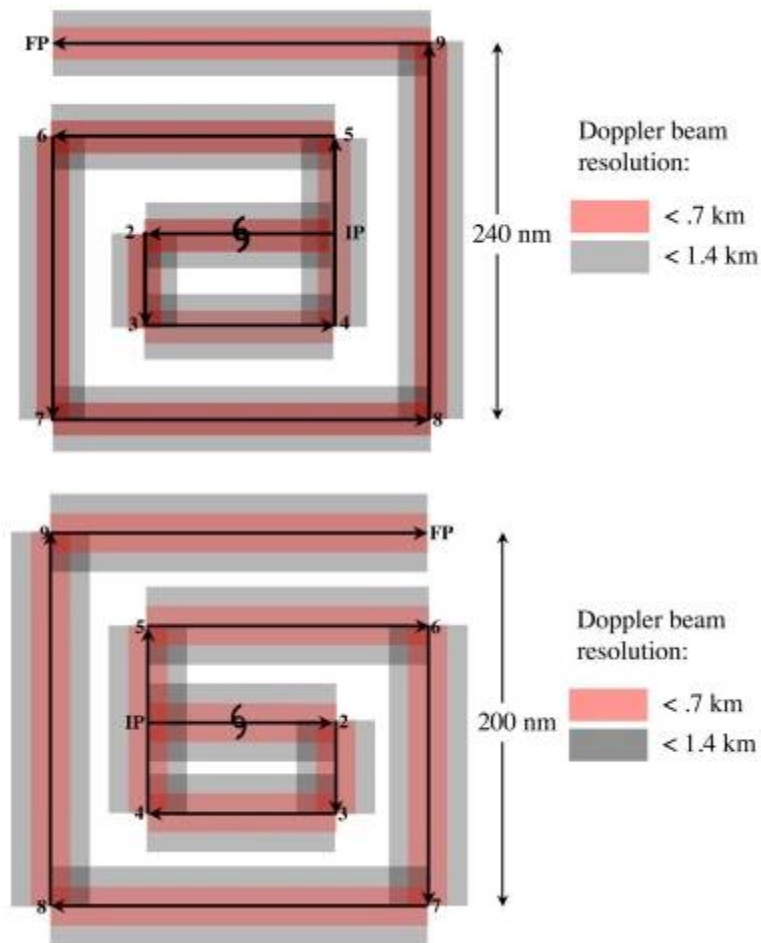 FP 9
6 5
Doppler beam
resolution:
< .7 km
2 IP 240 nm
< 1.4 km
3 4
7 8
9 FP
5 6
Doppler beam
resolution:
< .7 km
IP 2 200 nm
< 1.4 km
4 3
8 7